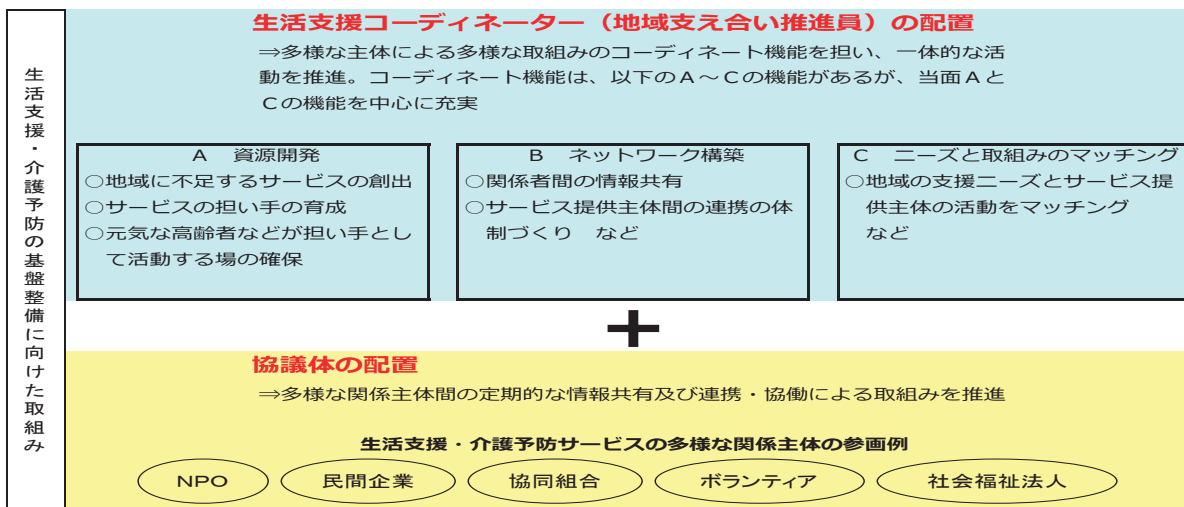 生活支援・介護予防の基盤整備に向けた取組み
生活支援コーディネーター（地域支え合い推進員）の配置
⇒多様な主体による多様な取組みのコーディネート機能を担い、一体的な活
動を推進。コーディネート機能は、以下のA～Cの機能があるが、当面Aと
Cの機能を中心に充実
A　資源開発
○地域に不足するサービスの創出
○サービスの担い手の育成
○元気な高齢者などが担い手とし
て活動する場の確保
B　ネットワーク構築
○関係者間の情報共有
○サービス提供主体間の連携の体
制づくり　など
C　ニーズと取組みのマッチング
○地域の支援ニーズとサービス提
供主体の活動をマッチング
など
+
協議体の配置
⇒多様な関係主体間の定期的な情報共有及び連携・協働による取組みを推進
生活支援・介護予防サービスの多様な関係主体の参画例
NPO
民間企業
協同組合
ボランティア
社会福祉法人